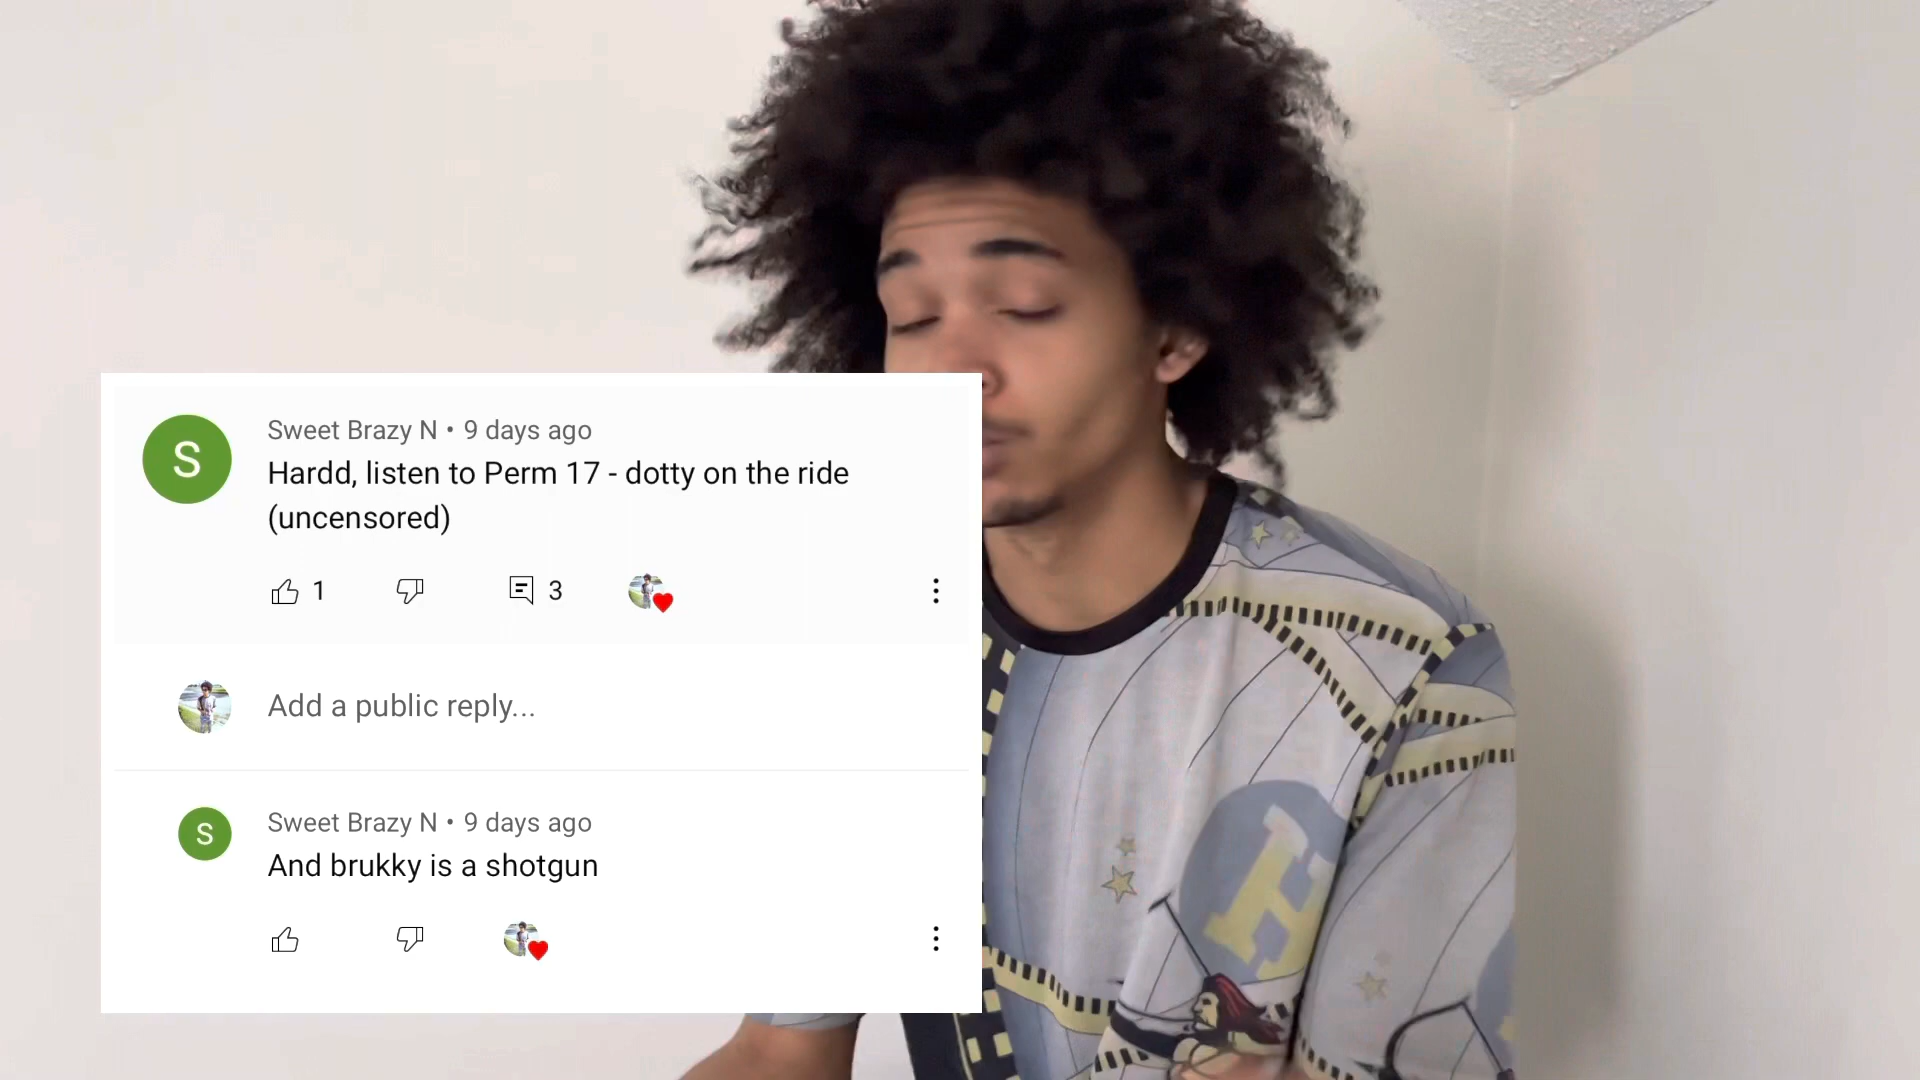 S
Sweet Brazy N • 9 days ago
Hardd, listen to Perm 17 - dotty on the ride
(uncensored)
1
3
Add a public reply...
S
Sweet Brazy N • 9 days ago
And brukky is a shotgun
H